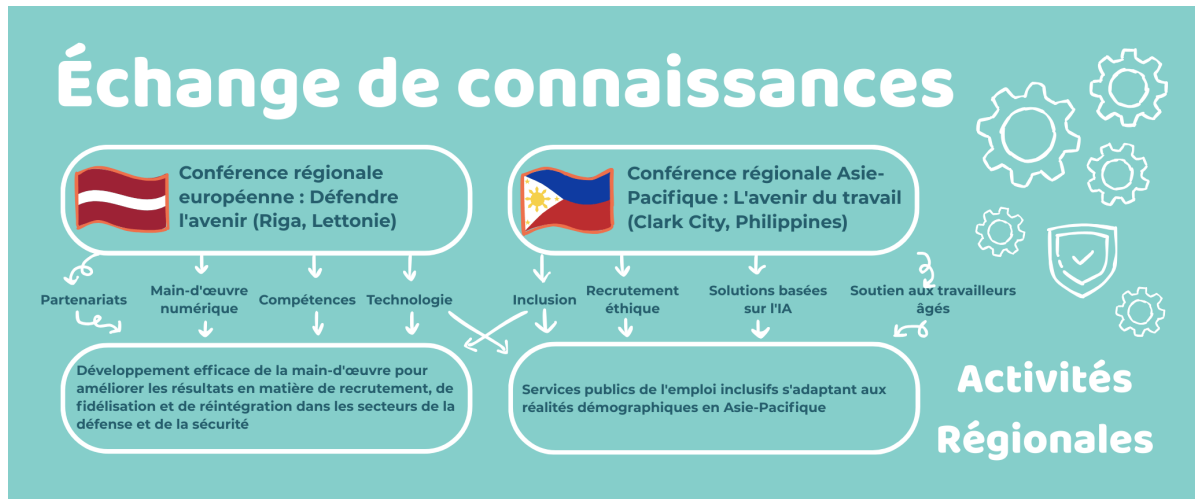 Échange de connaissances
Conférence régionale
européenne : Défendre
l'avenir (Riga, Lettonie)
Conférence régionale Asie-
Pacifique : L'avenir du travail
(Clark City, Philippines)
Partenariats
Main-d'œuvre
numérique
Compétences
Technologie
Inclusion
Recrutement
éthique
Solutions basées
sur l'IA
Soutien aux travailleurs
âgés
Développement efficace de la main-d'œuvre pour
améliorer les résultats en matière de recrutement, de
fidélisation et de réintégration dans les secteurs de la
défense et de la sécurité
Services publics de l'emploi inclusifs s'adaptant aux
réalités démographiques en Asie-Pacifique
Activités
Régionales